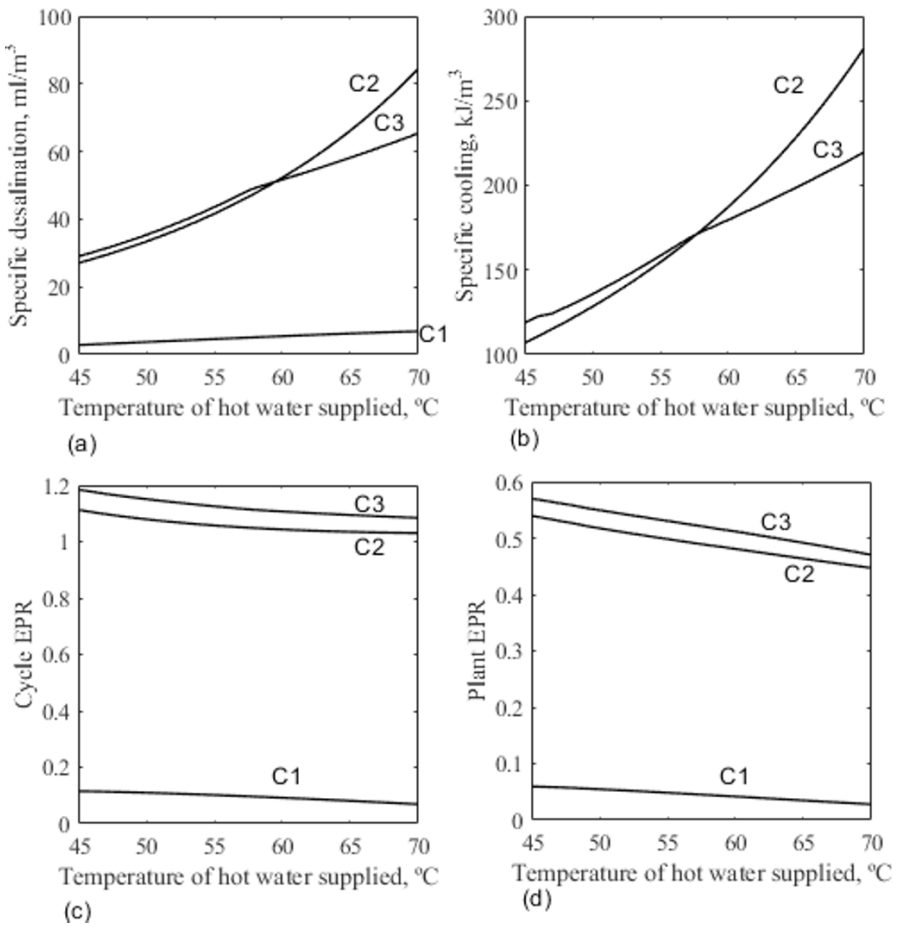 Specific desalination, ml/m³
100
80
60
40
20
0
C2
C3
C1
45 50 55 60 65 70
Temperature of hot water supplied, ºC
(a)
Specific cooling, kJ/m³
300
250
200
150
100
C2
C3
45 50 55 60 65 70
Temperature of hot water supplied, ºC
(b)
Cycle EPR
1.2
1
0.8
0.6
0.4
0.2
0
C3
C2
C1
45 50 55 60 65 70
Temperature of hot water supplied, ºC
(c)
Plant EPR
0.6
0.5
0.4
0.3
0.2
0.1
0
C3
C2
C1
45 50 55 60 65 70
Temperature of hot water supplied, ºC
(d)